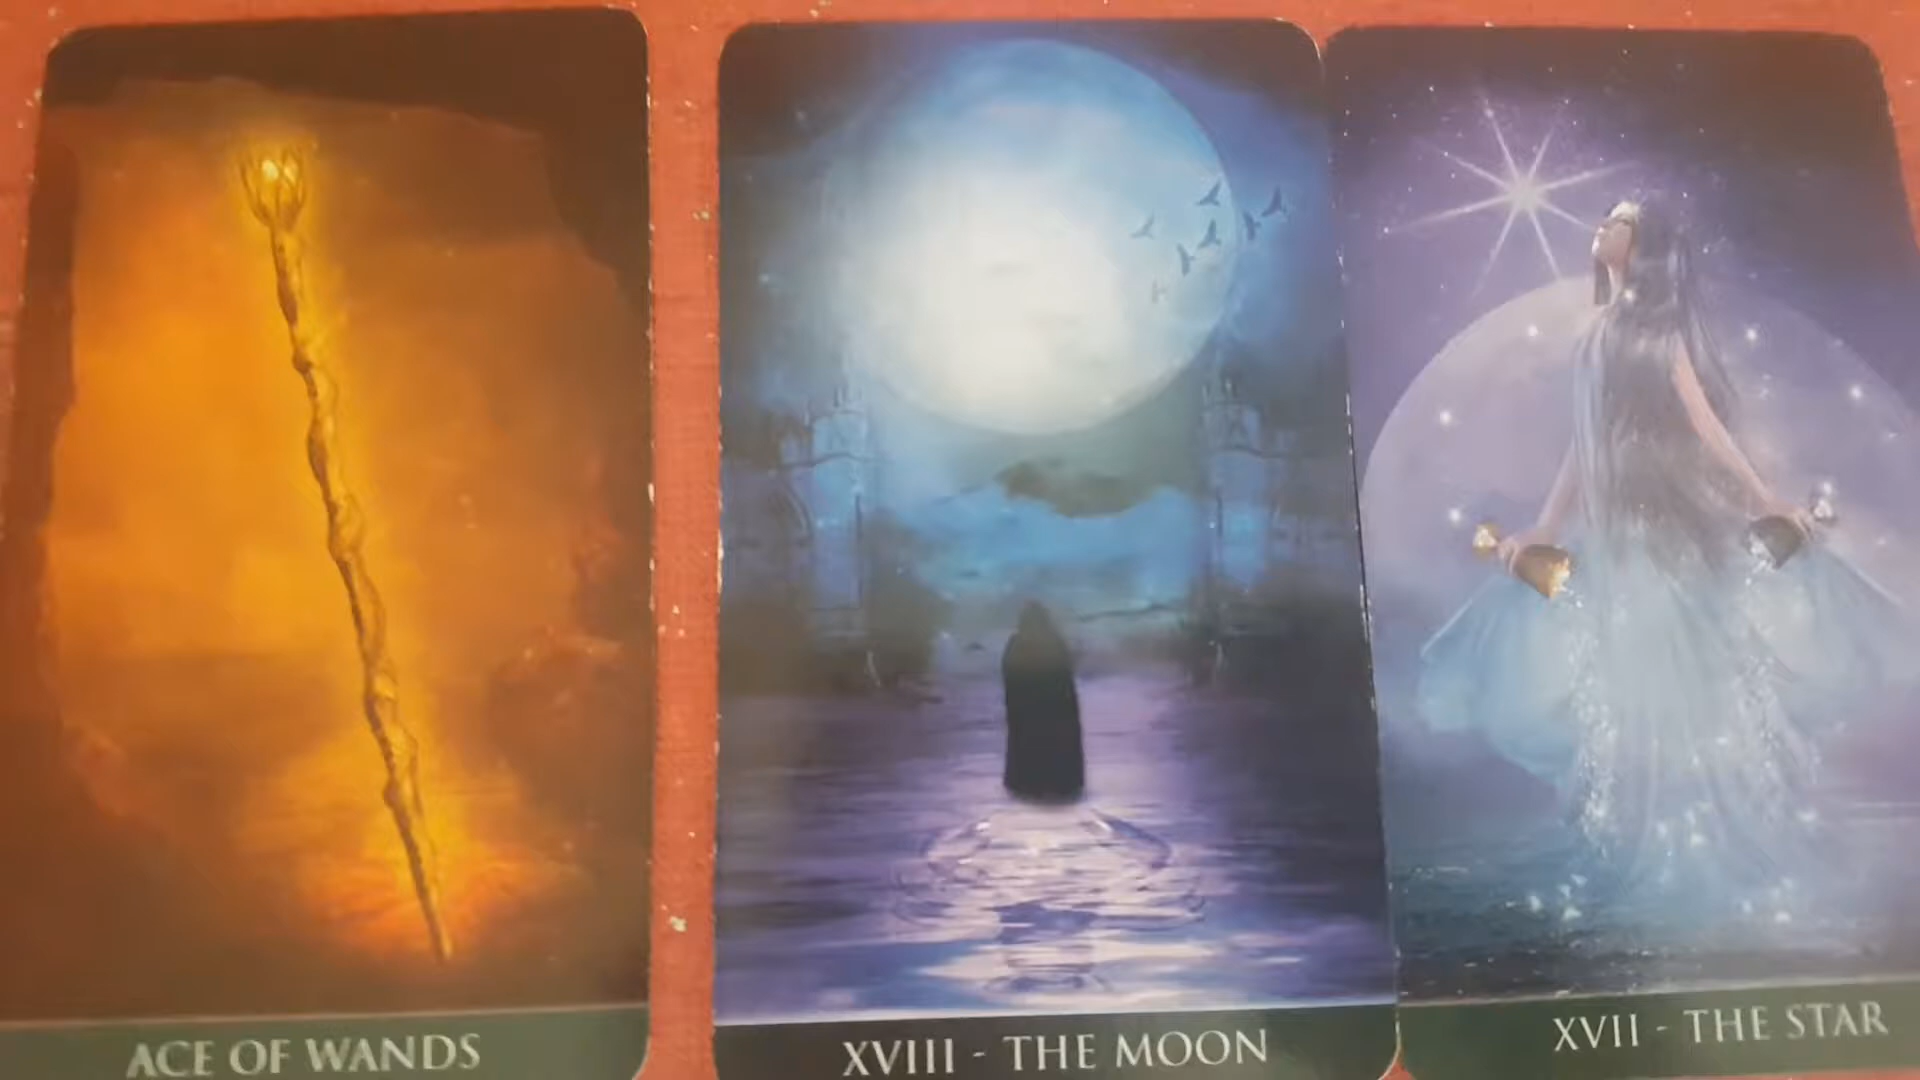 ACE OF WANDS
XVIII - THE MOON
XVII - THE STAR